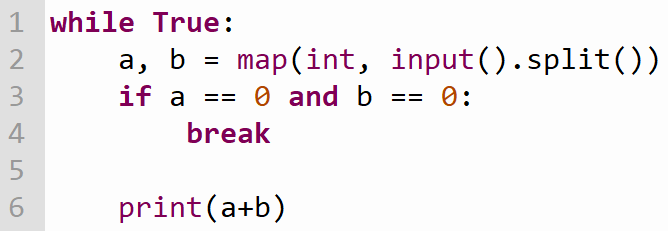 1 while True:
2     a, b = map(int, input().split())
3     if a == 0 and b == 0:
4         break
5
6     print(a+b)